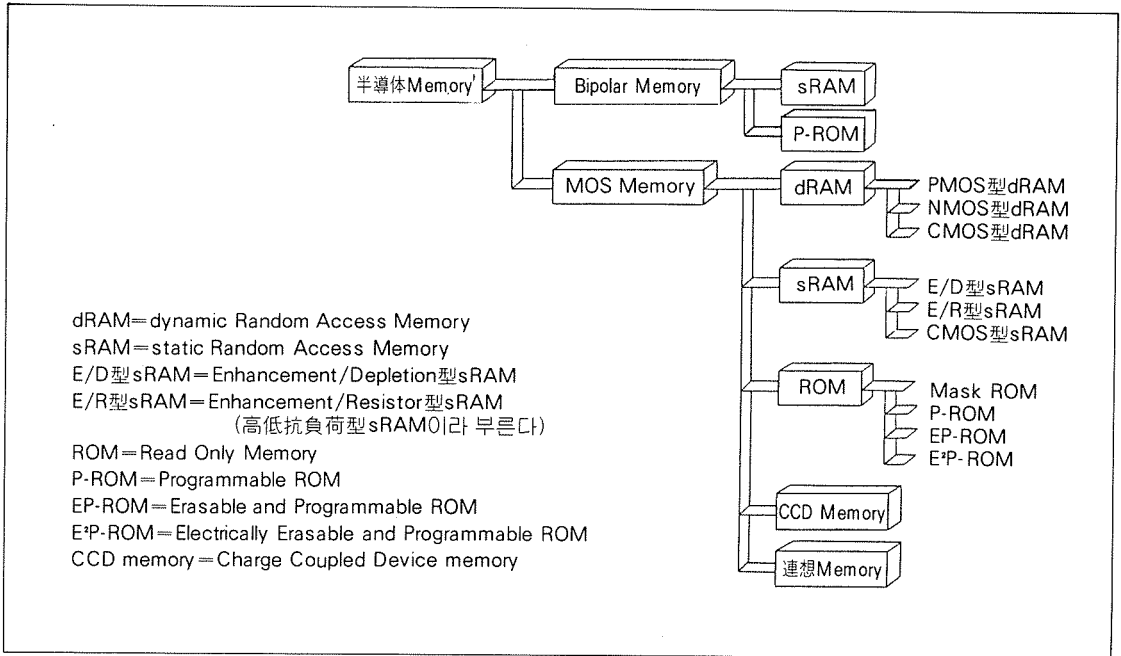 半導体Memory
Bipolar Memory
sRAM
P-ROM
MOS Memory
dRAM
PMOS型dRAM
NMOS型dRAM
CMOS型dRAM
sRAM
E/D型sRAM
E/R型sRAM
CMOS型sRAM
ROM
Mask ROM
P-ROM
EP-ROM
E²P-ROM
CCD Memory
連想Memory
dRAM=dynamic Random Access Memory
sRAM=static Random Access Memory
E/D型sRAM=Enhancement/Depletion型sRAM
E/R型sRAM=Enhancement/Resistor型sRAM
(高低抗負荷型sRAM이라 부른다)
ROM=Read Only Memory
P-ROM=Programmable ROM
EP-ROM=Erasable and Programmable ROM
E²P-ROM=Electrically Erasable and Programmable ROM
CCD memory=Charge Coupled Device memory